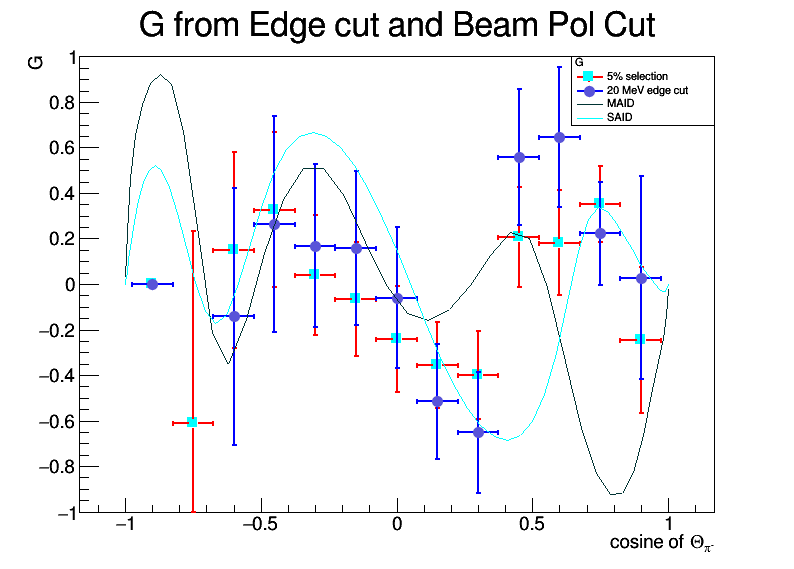 G from Edge cut and Beam Pol Cut
G
1
0.8
0.6
0.4
0.2
0
−0.2
−0.4
−0.6
−0.8
−1
G
5% selection
20 MeV edge cut
MAID
SAID
−1 −0.5 0 0.5 1
cosine of Θπ-